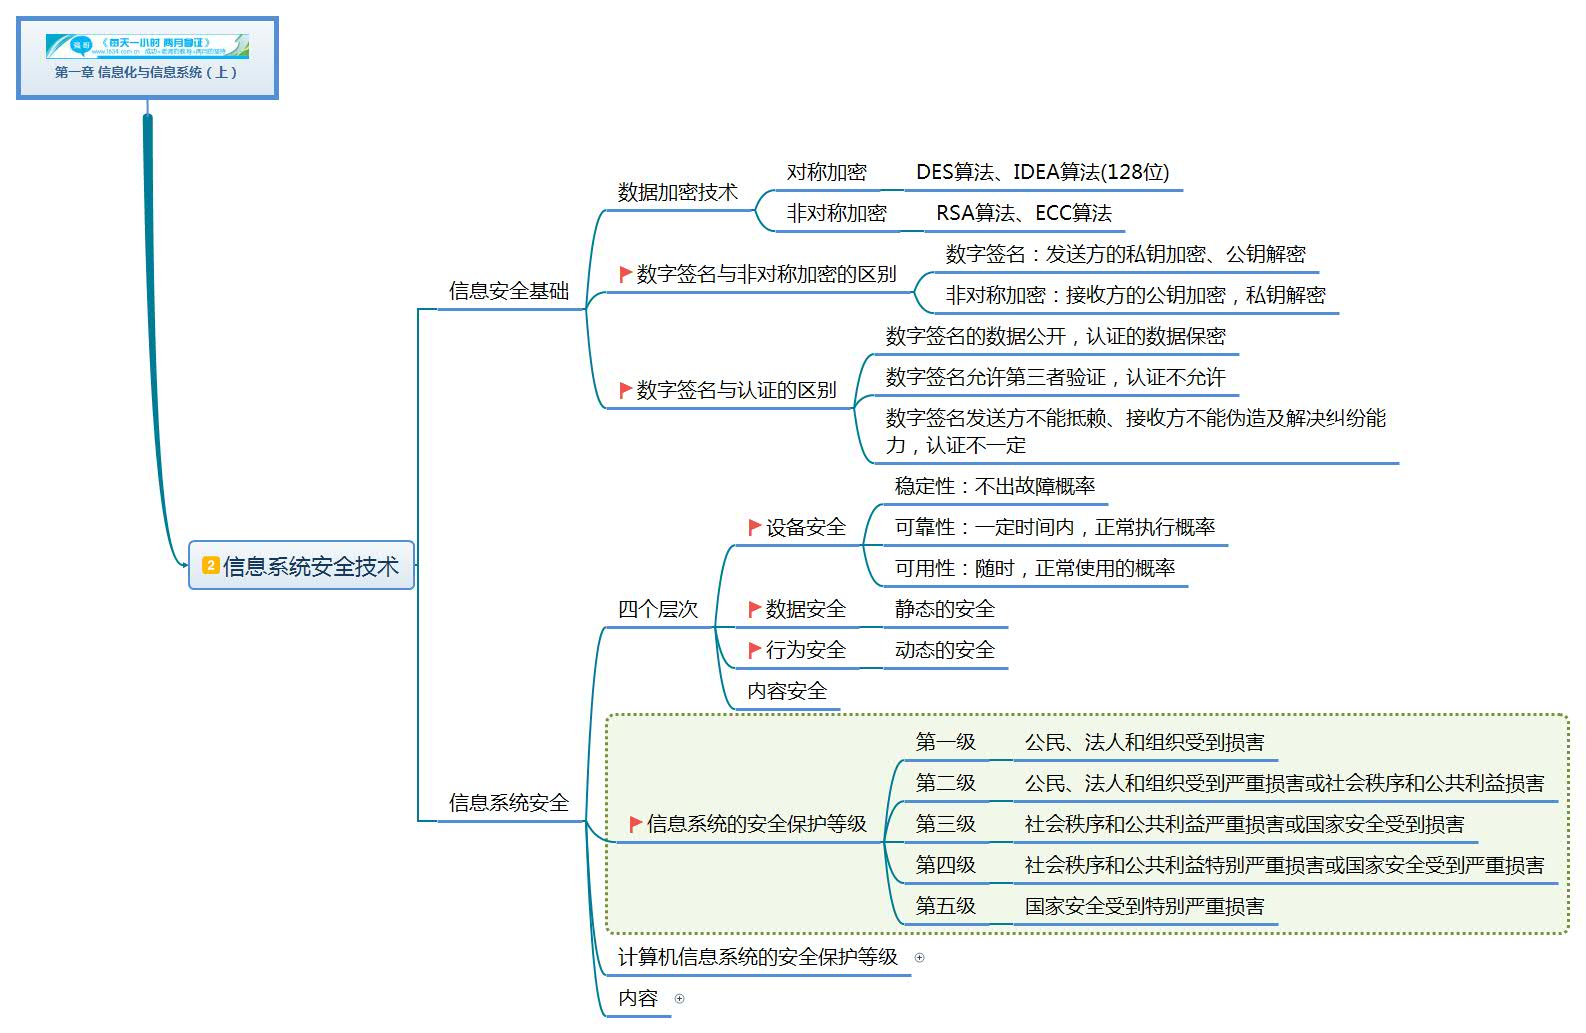 《每天一小时 两月拿证》
第一章 信息化与信息系统（上）
2
信息系统安全技术
信息安全基础
数据加密技术
对称加密
DES算法、IDEA算法(128位)
非对称加密
RSA算法、ECC算法
数字签名与非对称加密的区别
数字签名：发送方的私钥加密、公钥解密
非对称加密：接收方的公钥加密，私钥解密
数字签名与认证的区别
数字签名的数据公开，认证的数据保密
数字签名允许第三者验证，认证不允许
数字签名发送方不能抵赖、接收方不能伪造及解决纠纷能
力，认证不一定
信息系统安全
四个层次
设备安全
稳定性：不出故障概率
可靠性：一定时间内，正常执行概率
可用性：随时，正常使用的概率
数据安全
静态的安全
行为安全
动态的安全
内容安全
信息系统的安全保护等级
第一级
公民、法人和组织受到损害
第二级
公民、法人和组织受到严重损害或社会秩序和公共利益损害
第三级
社会秩序和公共利益严重损害或国家安全受到损害
第四级
社会秩序和公共利益特别严重损害或国家安全受到严重损害
第五级
国家安全受到特别严重损害
计算机信息系统的安全保护等级
内容